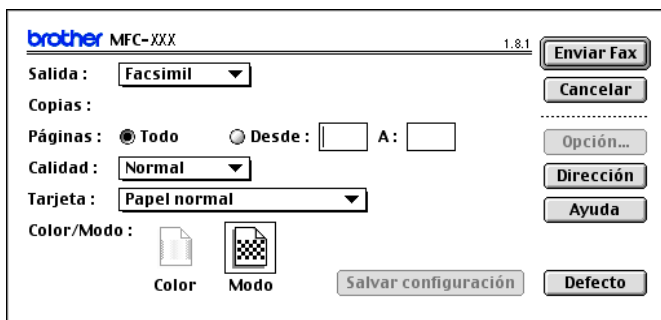 brother MFC-XXX 1.8.1
Enviar Fax
Salida : Facsimil
Cancelar
Copias :
Páginas : Todo Desde : A :
Opción...
Calidad : Normal
Dirección
Tarjeta : Papel normal
Ayuda
Color/Modo :
Color Modo
Salvar configuración
Defecto